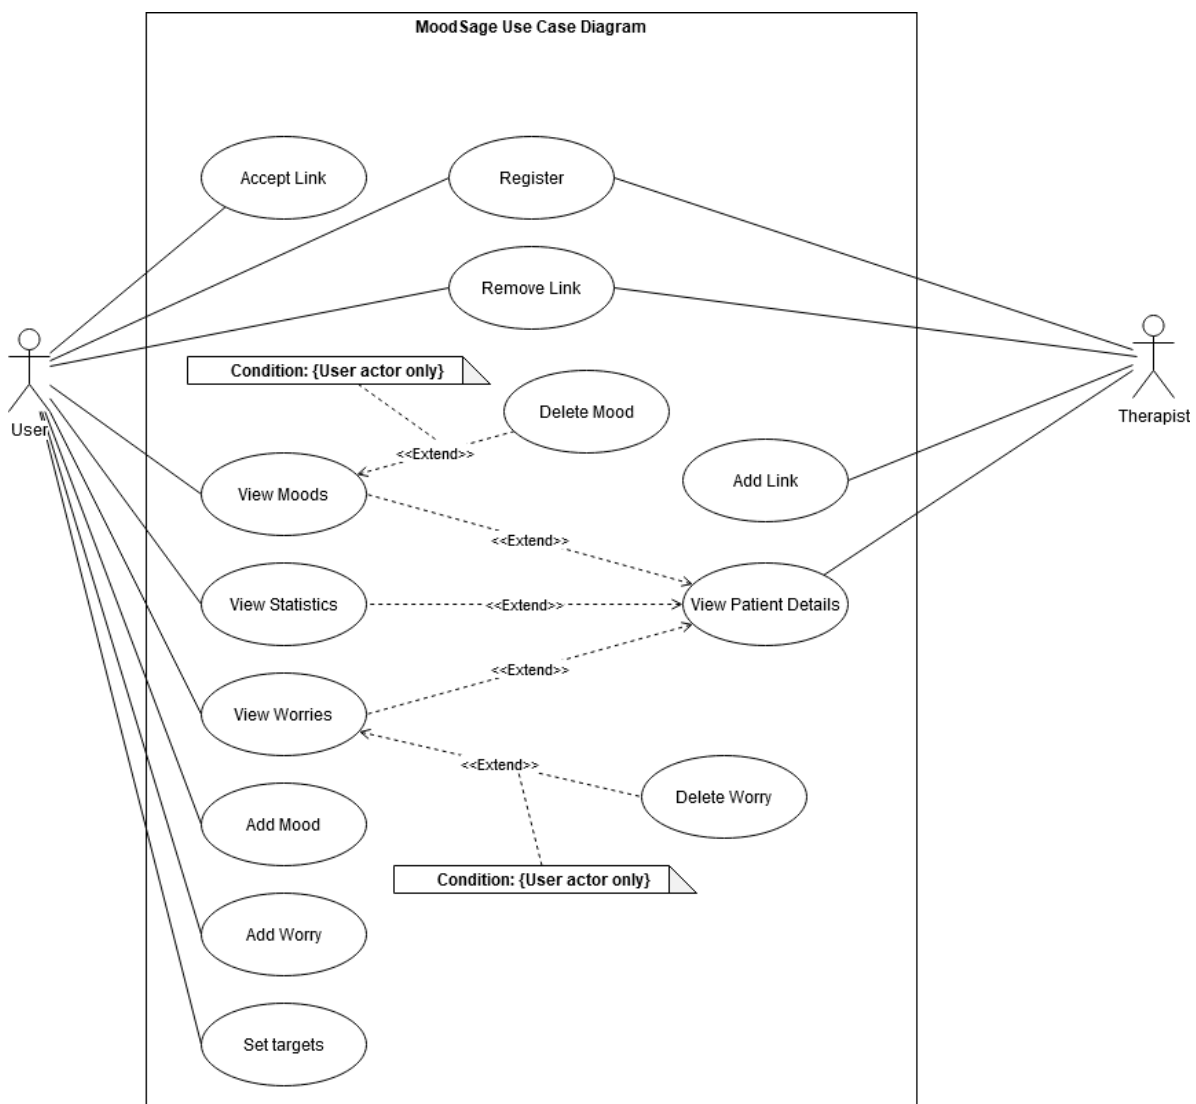 MoodSage Use Case Diagram
Accept Link
Register
Remove Link
Condition: {User actor only}
Delete Mood
User
Therapist
<<Extend>>
Add Link
View Moods
<<Extend>>
View Statistics
<<Extend>>
View Patient Details
<<Extend>>
View Worries
<<Extend>>
Delete Worry
Add Mood
Condition: {User actor only}
Add Worry
Set targets